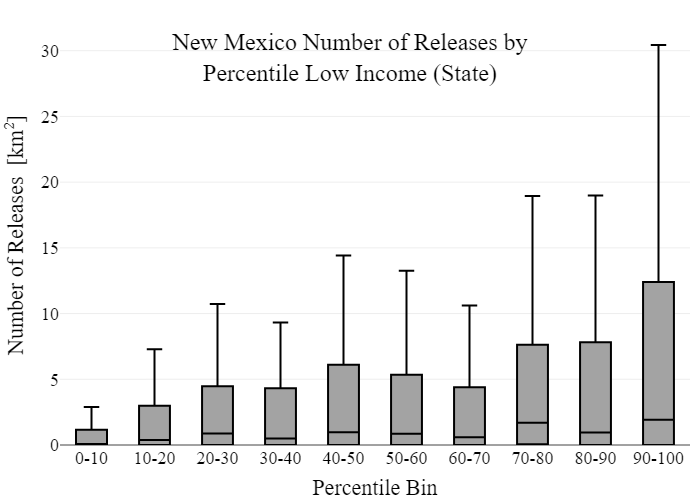 New Mexico Number of Releases by
Percentile Low Income (State)
Number of Releases [km²]
30
25
20
15
10
5
0
0-10 10-20 20-30 30-40 40-50 50-60 60-70 70-80 80-90 90-100
Percentile Bin